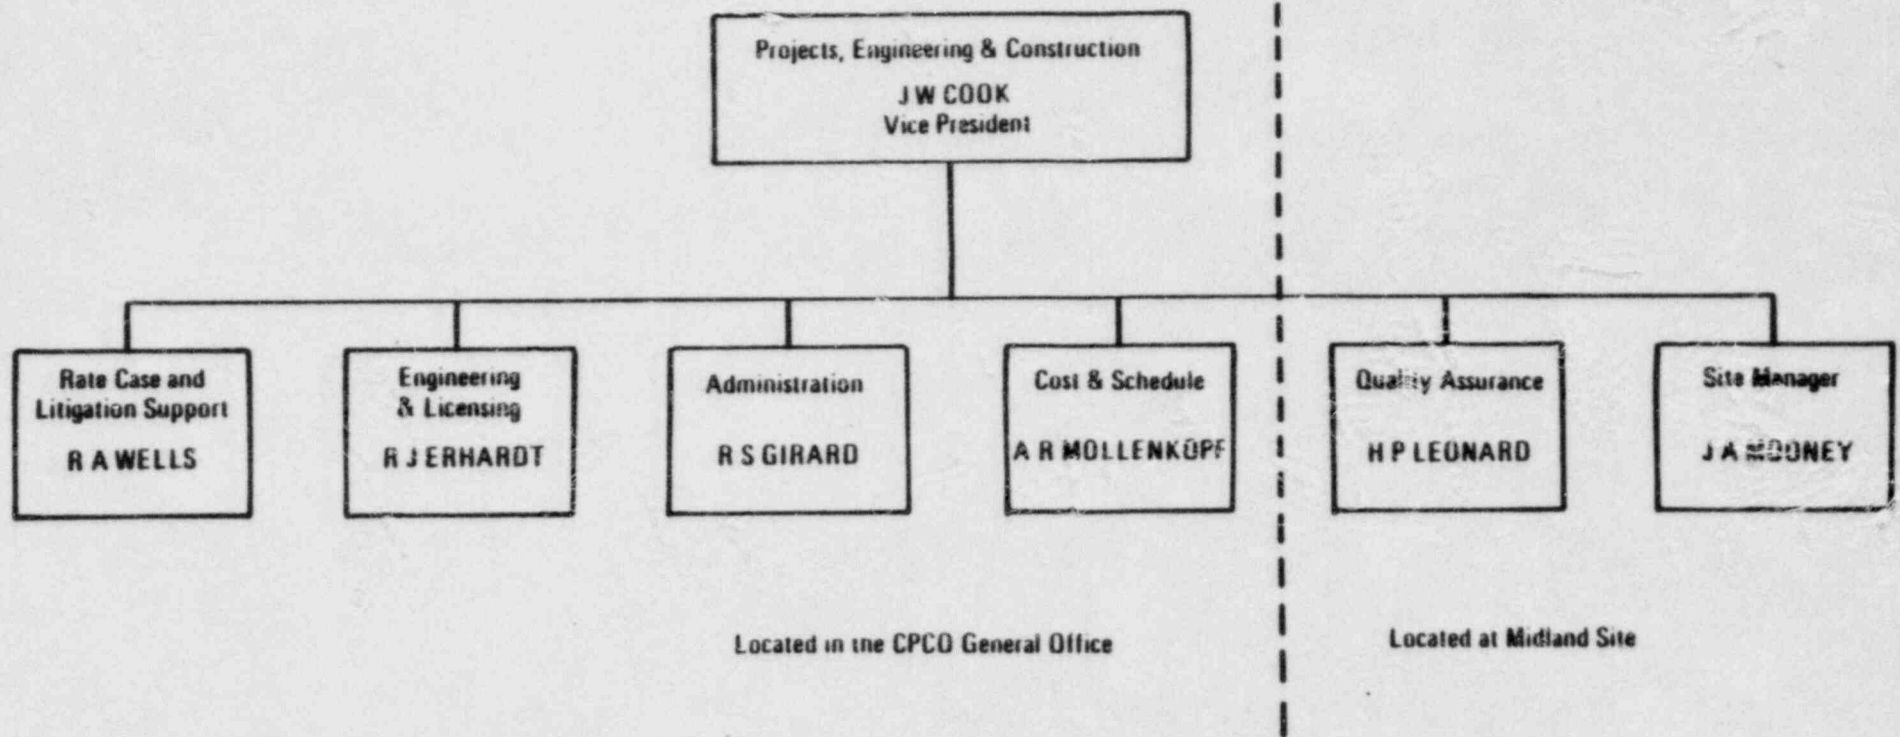 Projects, Engineering & Construction
J W COOK
Vice President
Rate Case and
Litigation Support
R A WELLS
Engineering
& Licensing
R J ERHARDT
Administration
R S GIRARD
Cost & Schedule
A R MOLLENKOPF
Quality Assurance
H P LEONARD
Site Manager
J A MOONEY
Located in the CPCO General Office
Located at Midland Site